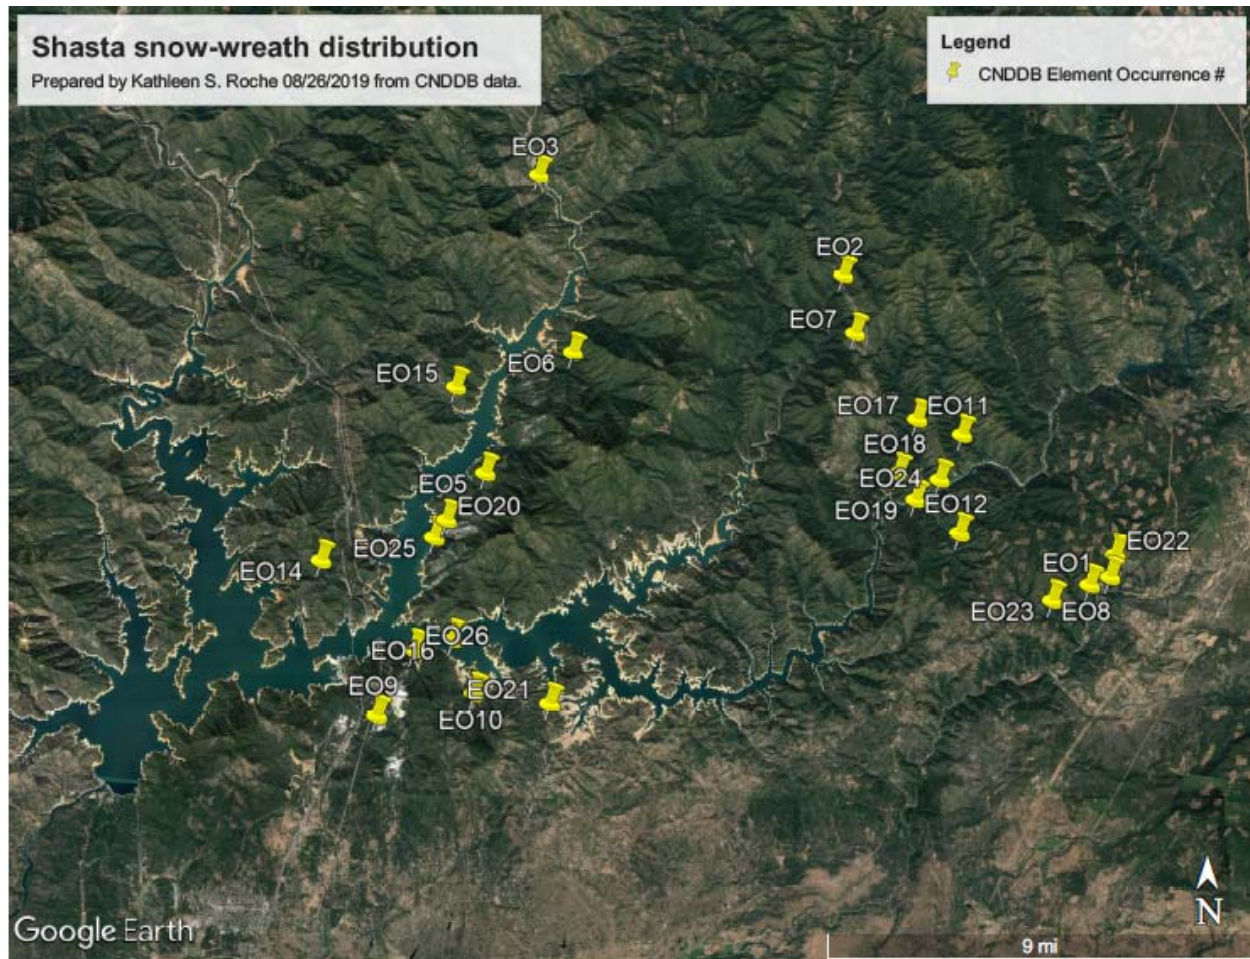 Shasta snow-wreath distribution
Prepared by Kathleen S. Roche 08/26/2019 from CNDDB data.
Legend
CNDDB Element Occurrence #
EO3
EO2
EO7
EO6
EO15
EO17 EO11
EO18
EO5
EO24
EO20
EO19 EO12
EO25
EO22
EO14
EO1
EO23 EO8
EO26
EO16
EO9
EO21
EO10
N
Google Earth
9 mi